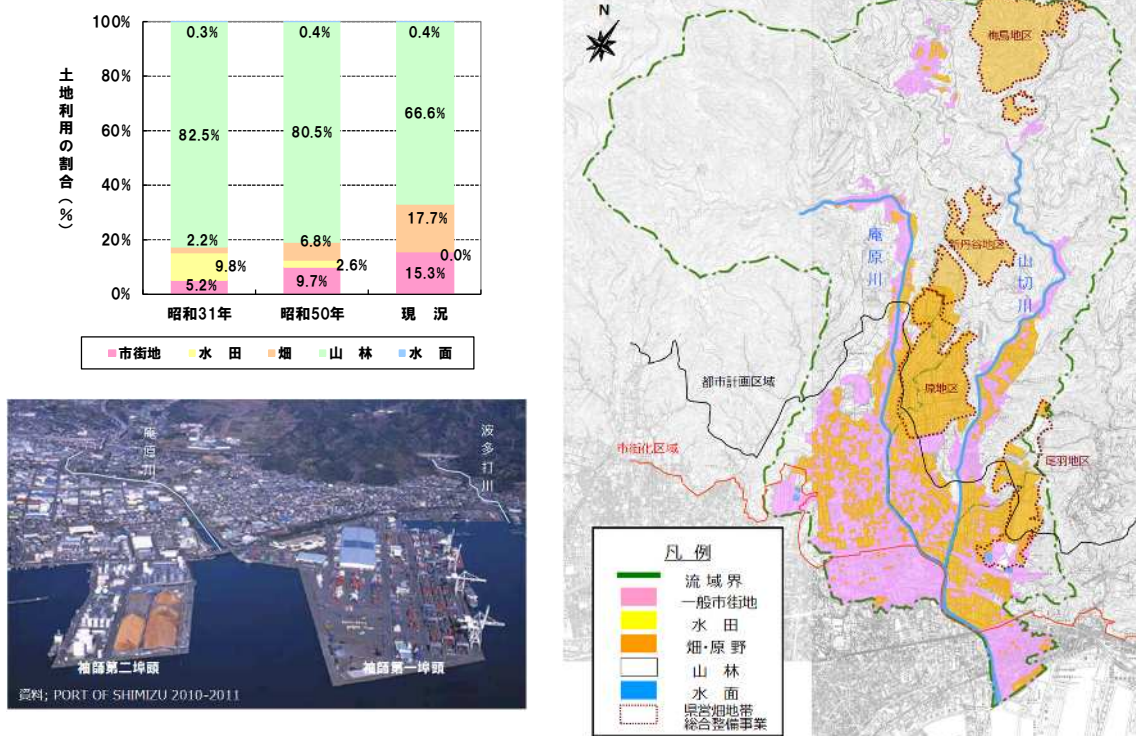 100%
80%
60%
40%
20%
0%
土地利用の割合(%)
0.3%
0.4%
0.4%
82.5%
80.5%
66.6%
2.2%
6.8%
17.7%
9.8%
2.6%
0.0%
5.2%
9.7%
15.3%
昭和31年
昭和50年
現 況
市街地
水 田
畑
山 林
水 面
庵原川
波多打川
袖師第二埠頭
袖師第一埠頭
資料; PORT OF SHIMIZU 2010-2011
N
梅島地区
新丹谷地区
庵原川
山切川
原地区
都市計画区域
市街化区域
尾羽地区
凡 例
流 域 界
一般市街地
水 田
畑・原 野
山 林
水 面
県営畑地帯
総合整備事業